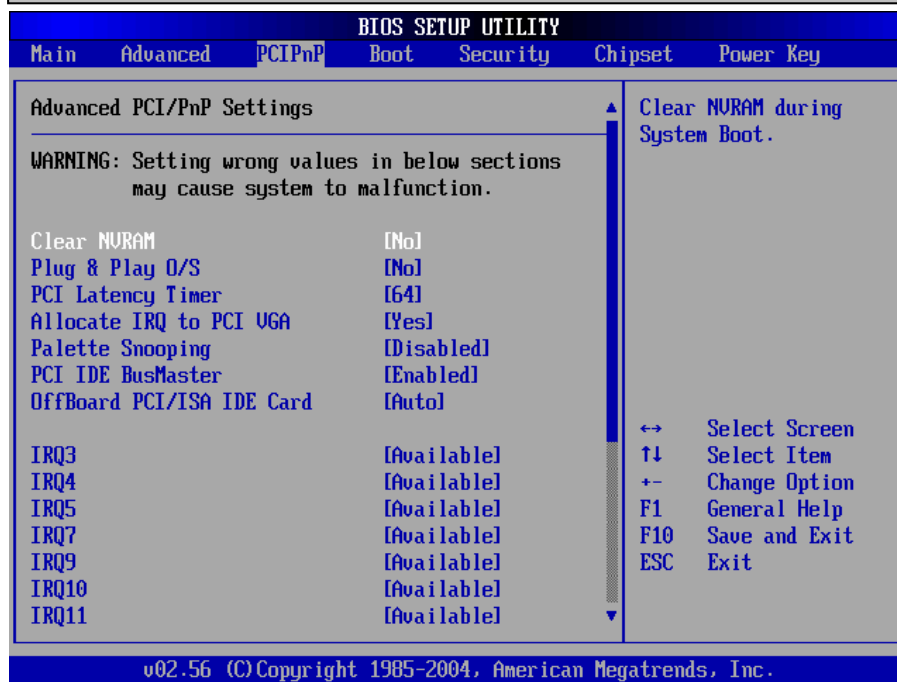 BIOS SETUP UTILITY
Main Advanced PCIPnP Boot Security Chipset Power Key
Advanced PCI/PnP Settings
WARNING: Setting wrong values in below sections
may cause system to malfunction.
Clear NVRAM [No]
Plug & Play O/S [No]
PCI Latency Timer [64]
Allocate IRQ to PCI VGA [Yes]
Palette Snooping [Disabled]
PCI IDE BusMaster [Enabled]
OffBoard PCI/ISA IDE Card [Auto]
IRQ3 [Available]
IRQ4 [Available]
IRQ5 [Available]
IRQ7 [Available]
IRQ9 [Available]
IRQ10 [Available]
IRQ11 [Available]
Clear NVRAM during
System Boot.
↔ Select Screen
↑↓ Select Item
+- Change Option
F1 General Help
F10 Save and Exit
ESC Exit
v02.56 (C)Copyright 1985-2004, American Megatrends, Inc.